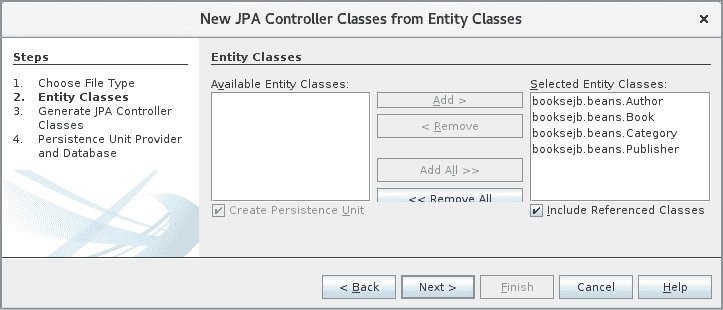 New JPA Controller Classes from Entity Classes
Steps
1. Choose File Type
2. Entity Classes
3. Generate JPA Controller
Classes
4. Persistence Unit Provider
and Database
Entity Classes
Available Entity Classes:
Add >
< Remove
Add All >>
<< Remove All
Create Persistence Unit
Selected Entity Classes:
booksejb.beans.Author
booksejb.beans.Book
booksejb.beans.Category
booksejb.beans.Publisher
Include Referenced Classes
< Back
Next >
Finish
Cancel
Help